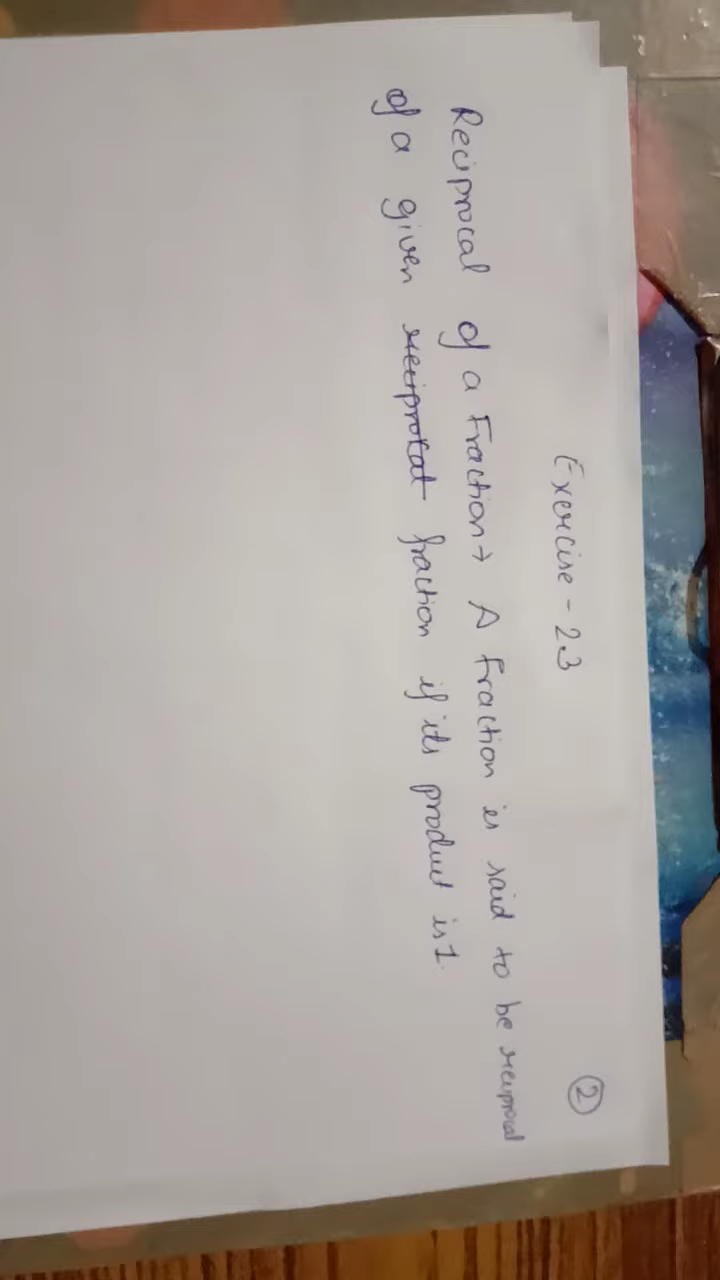 ②
Exercise - 23
Reciprocal of a Fraction → A fraction is said to be reciprocal
of a given reciprocal fraction if its product is 1.